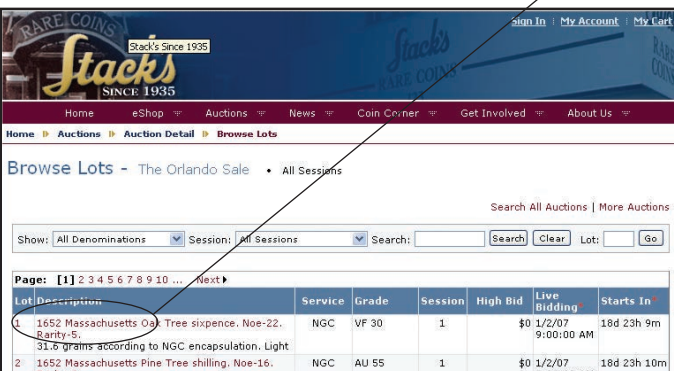 RARE COINS
Stack's Since 1935
Stack's
SINCE 1935
Stack's
RARE COINS
RARE
COINS
Sign In | My Account | My Cart
Home eShop Auctions News Coin Corner Get Involved About Us
Home Auctions Auction Detail Browse Lots
Browse Lots - The Orlando Sale • All Sessions
Search All Auctions | More Auctions
Show: All Denominations Session: All Sessions Search: Search Clear Lot: Go
Page: [1] 2 3 4 5 6 7 8 9 10 ... Next
Lot Description Service Grade Session High Bid Live Bidding* Starts In*
1 1652 Massachusetts Oak Tree sixpence. Noe-22. NGC VF 30 1 $0 1/2/07 18d 23h 9m
Rarity-5. 9:00:00 AM
31.6 grains according to NGC encapsulation. Light
2 1652 Massachusetts Pine Tree shilling. Noe-16. NGC AU 55 1 $0 1/2/07 18d 23h 10m